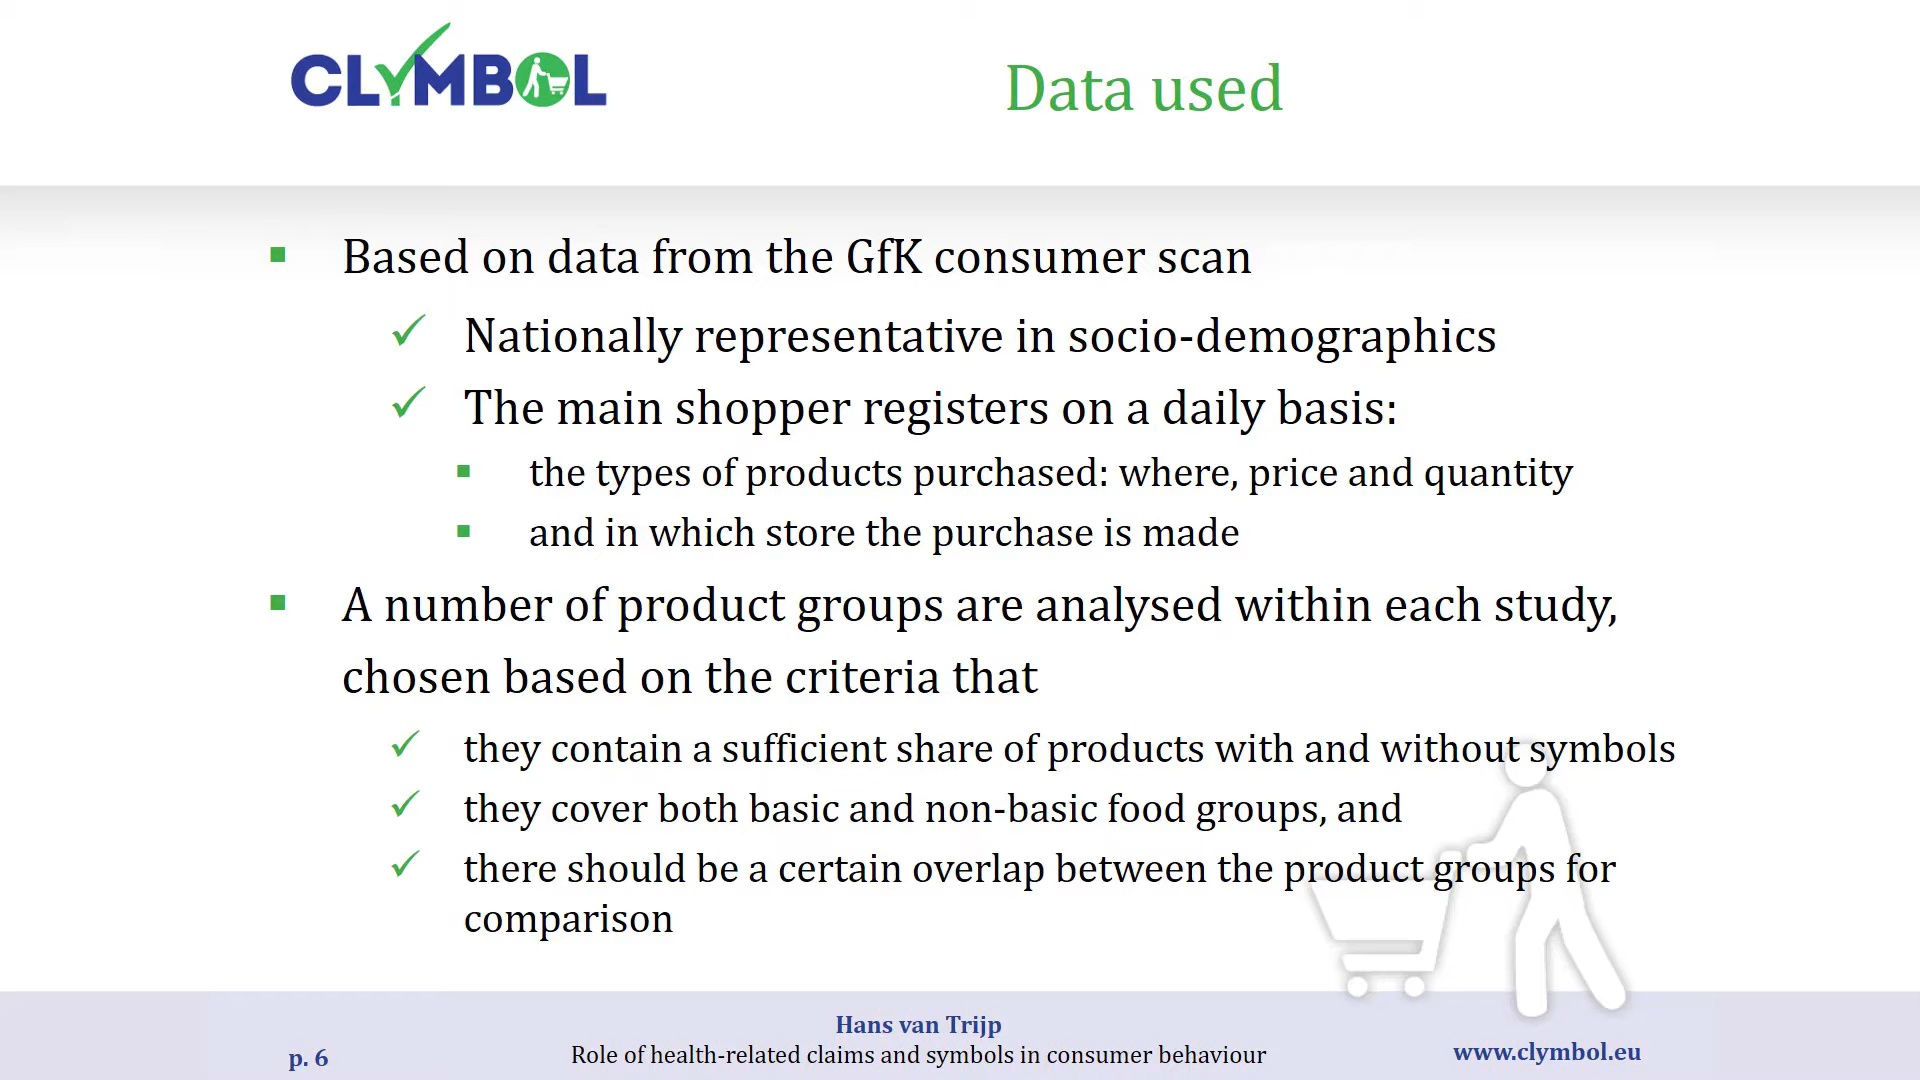 CLYMBOL
Data used
Based on data from the GfK consumer scan
Nationally representative in socio-demographics
The main shopper registers on a daily basis:
the types of products purchased: where, price and quantity
and in which store the purchase is made
A number of product groups are analysed within each study,
chosen based on the criteria that
they contain a sufficient share of products with and without symbols
they cover both basic and non-basic food groups, and
there should be a certain overlap between the product groups for
comparison
Hans van Trijp
p. 6
Role of health-related claims and symbols in consumer behaviour
www.clymbol.eu